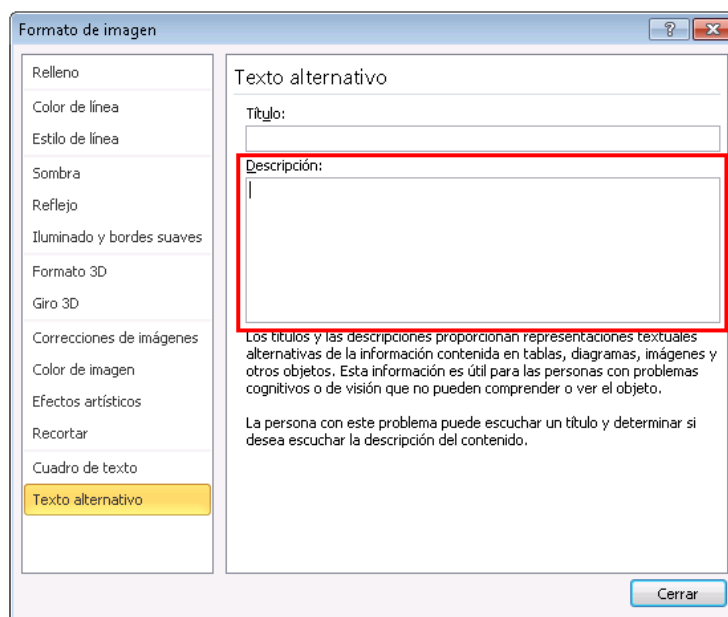 Formato de imagen
?
Relleno
Color de línea
Estilo de línea
Sombra
Reflejo
Iluminado y bordes suaves
Formato 3D
Giro 3D
Correcciones de imágenes
Color de imagen
Efectos artísticos
Recortar
Cuadro de texto
Texto alternativo
Texto alternativo
Título:
Descripción:
Los títulos y las descripciones proporcionan representaciones textuales
alternativas de la información contenida en tablas, diagramas, imágenes y
otros objetos. Esta información es útil para las personas con problemas
cognitivos o de visión que no pueden comprender o ver el objeto.
La persona con este problema puede escuchar un título y determinar si
desea escuchar la descripción del contenido.
Cerrar